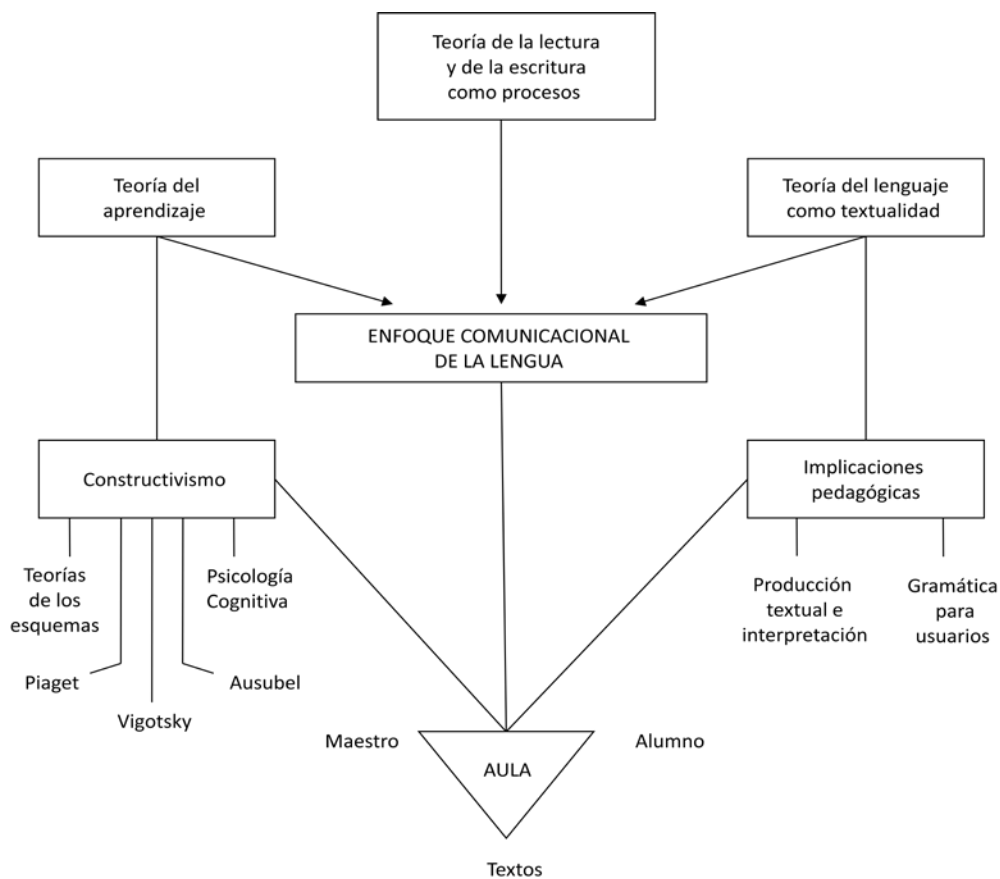 Teoría de la lectura
y de la escritura
como procesos
Teoría del
aprendizaje
Teoría del lenguaje
como textualidad
ENFOQUE COMUNICACIONAL
DE LA LENGUA
Constructivismo
Implicaciones
pedagógicas
Teorías
de los
esquemas
Psicología
Cognitiva
Piaget
Ausubel
Vigotsky
Producción
textual e
interpretación
Gramática
para
usuarios
Maestro
Alumno
AULA
Textos